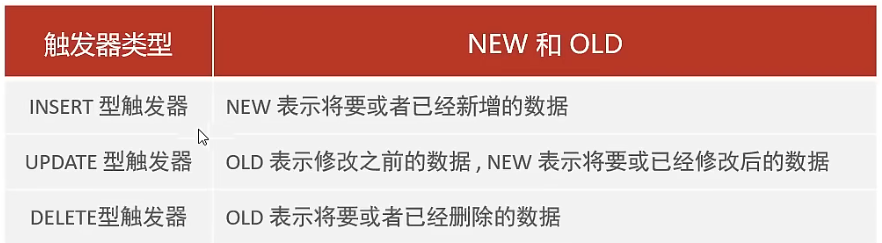 触发器类型 NEW 和 OLD
INSERT 型触发器 NEW 表示将要或者已经新增的数据
UPDATE 型触发器 OLD 表示修改之前的数据 , NEW 表示将要或已经修改后的数据
DELETE型触发器 OLD 表示将要或者已经删除的数据